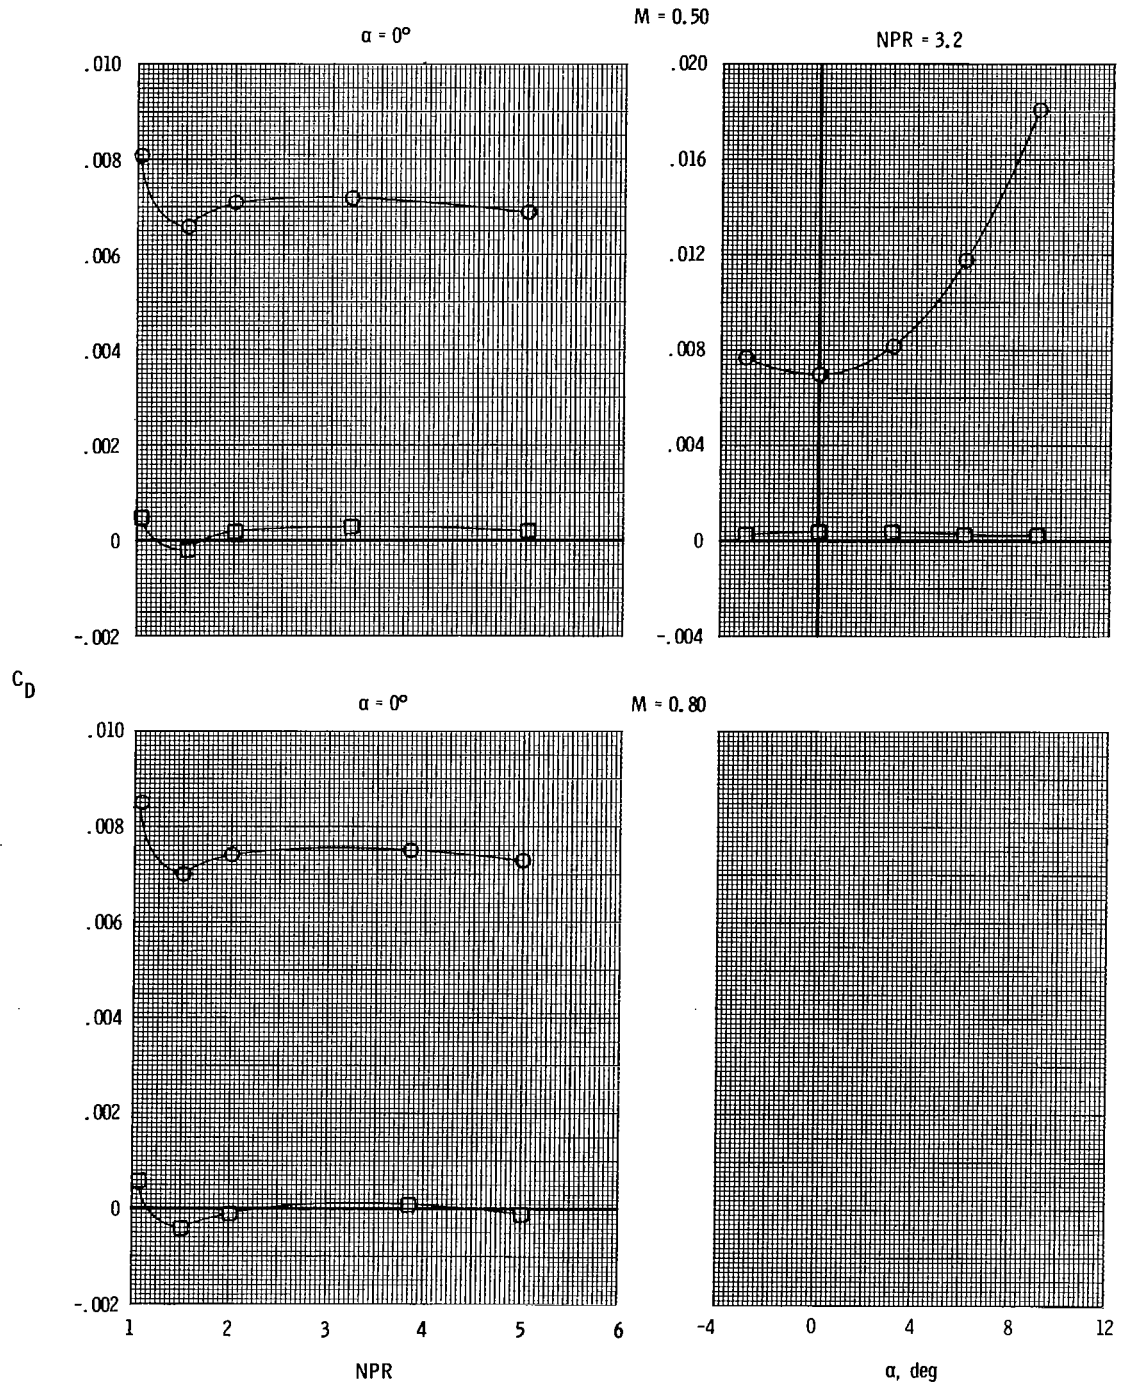 M = 0.50
α = 0°
NPR = 3.2
.010
.008
.006
.004
.002
0
-.002
.020
.016
.012
.008
.004
0
-.004
C_D
M = 0.80
α = 0°
.010
.008
.006
.004
.002
0
-.002
1 2 3 4 5 6
NPR
-4 0 4 8 12
α, deg